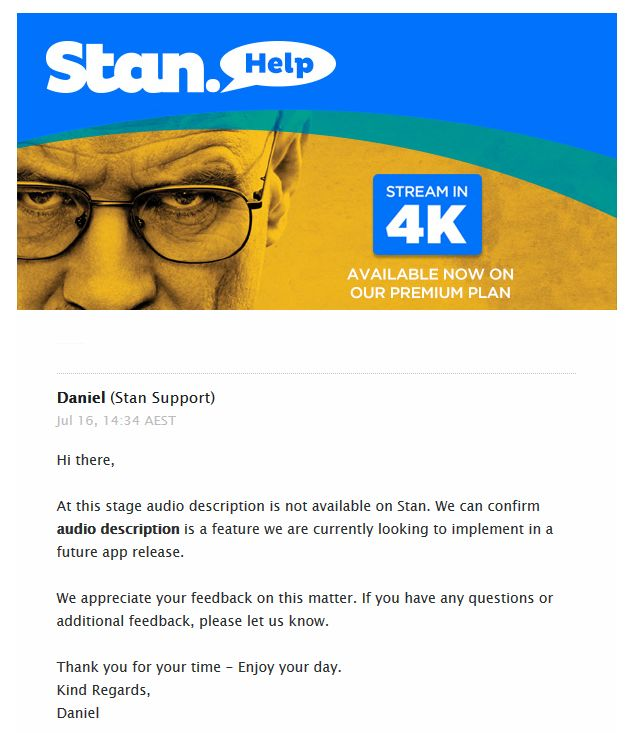 Stan. Help
STREAM IN
4K
AVAILABLE NOW ON
OUR PREMIUM PLAN
Daniel (Stan Support)
Jul 16, 14:34 AEST
Hi there,
At this stage audio description is not available on Stan. We can confirm
audio description is a feature we are currently looking to implement in a
future app release.
We appreciate your feedback on this matter. If you have any questions or
additional feedback, please let us know.
Thank you for your time – Enjoy your day.
Kind Regards,
Daniel